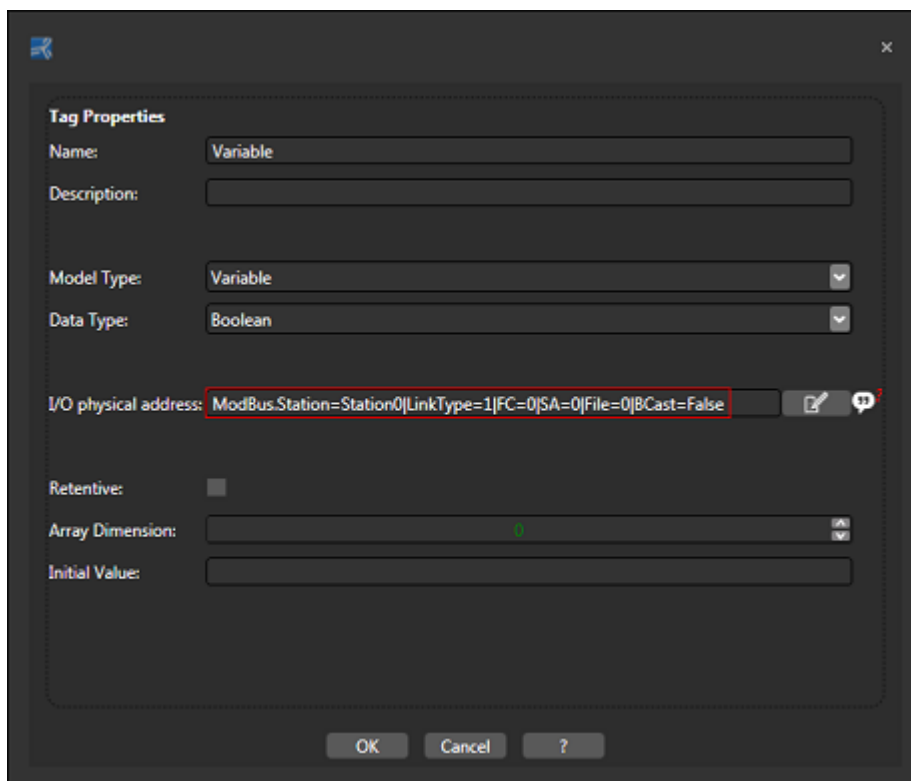 Tag Properties
Name: Variable
Description:
Model Type: Variable
Data Type: Boolean
I/O physical address: ModBus.Station=Station0|LinkType=1|FC=0|SA=0|File=0|BCast=False
Retentive:
Array Dimension: 0
Initial Value:
OK Cancel ?